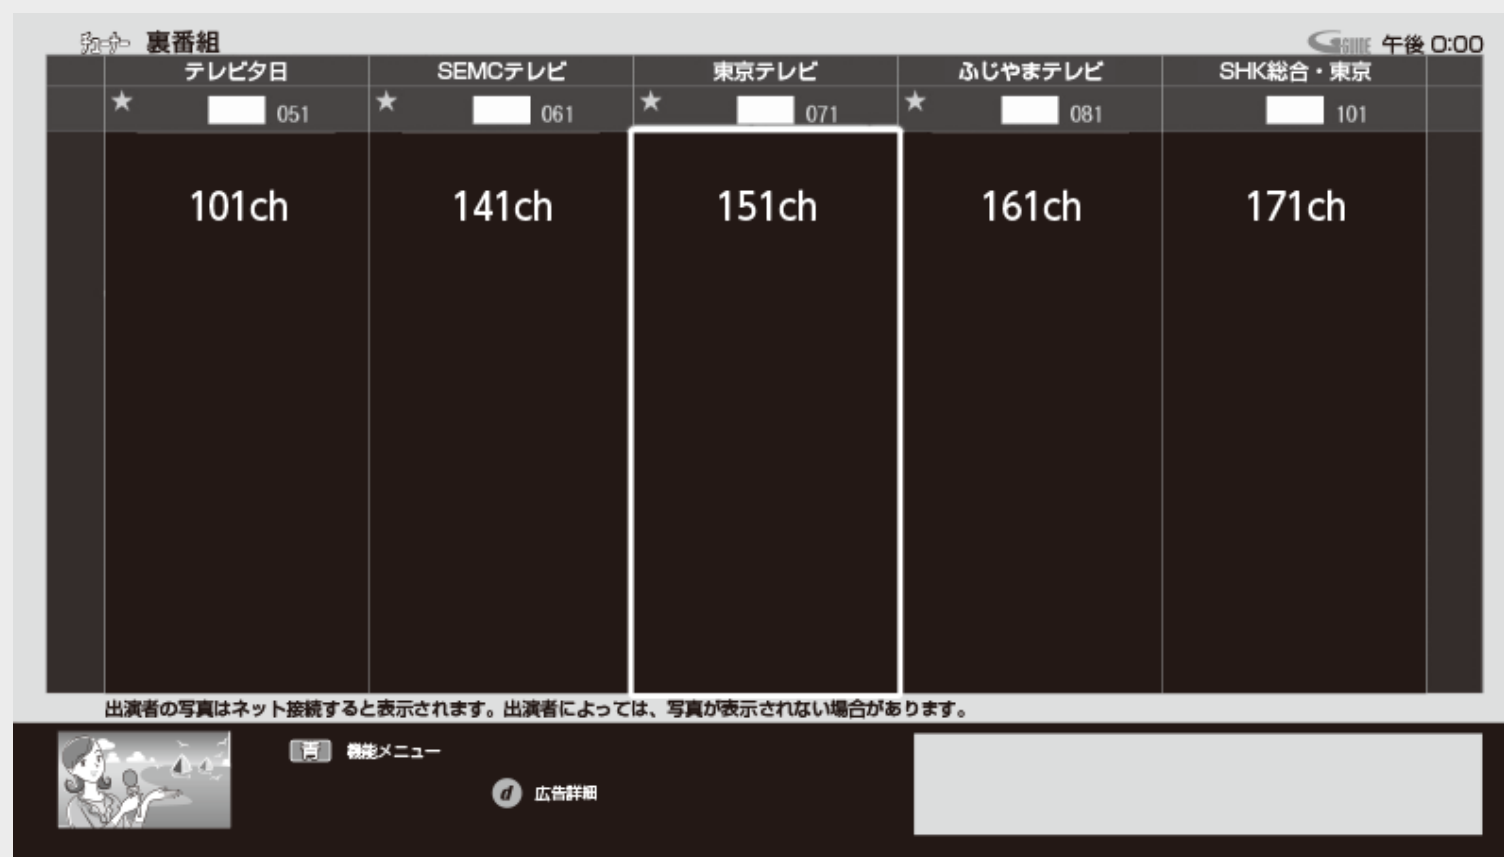 チューナー 裏番組
G GUIDE 午後 0:00
テレビ夕日 SEMCテレビ 東京テレビ ふじやまテレビ SHK総合・東京
★ 051 ★ 061 ★ 071 ★ 081 101
101ch 141ch 151ch 161ch 171ch
出演者の写真はネット接続すると表示されます。出演者によっては、写真が表示されない場合があります。
青 機能メニュー
d 広告詳細